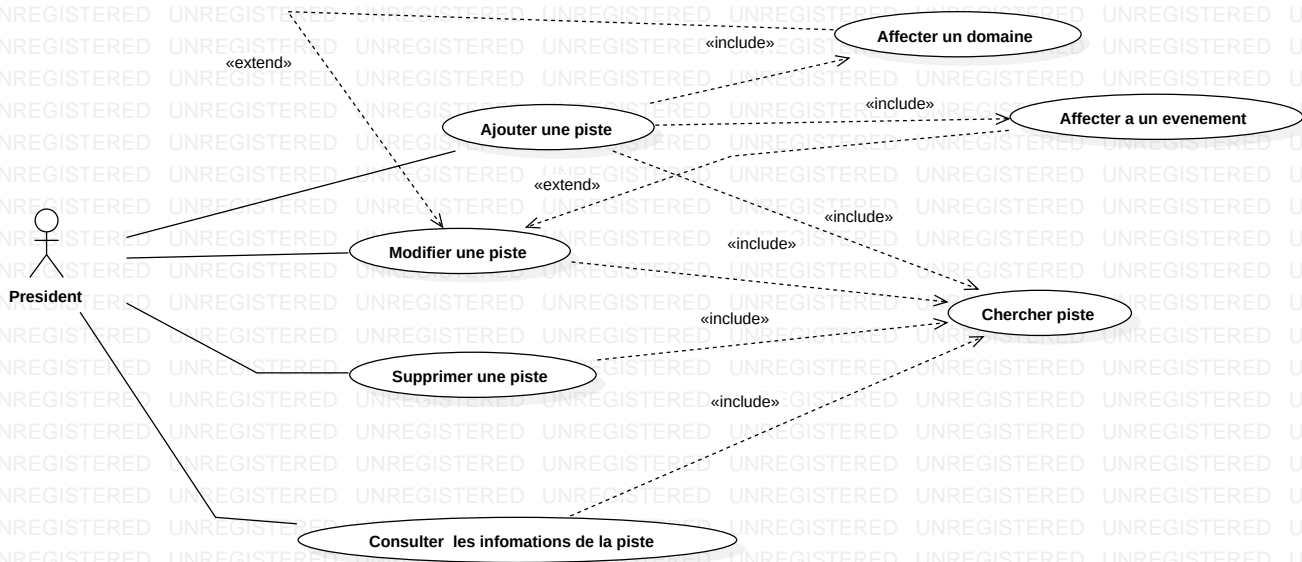 Affecter un domaine
«include»
«extend»
«include»
Affecter a un evenement
Ajouter une piste
«extend»
«include»
«include»
Modifier une piste
President
Chercher piste
«include»
Supprimer une piste
«include»
Consulter les infomations de la piste
UNREGISTERED